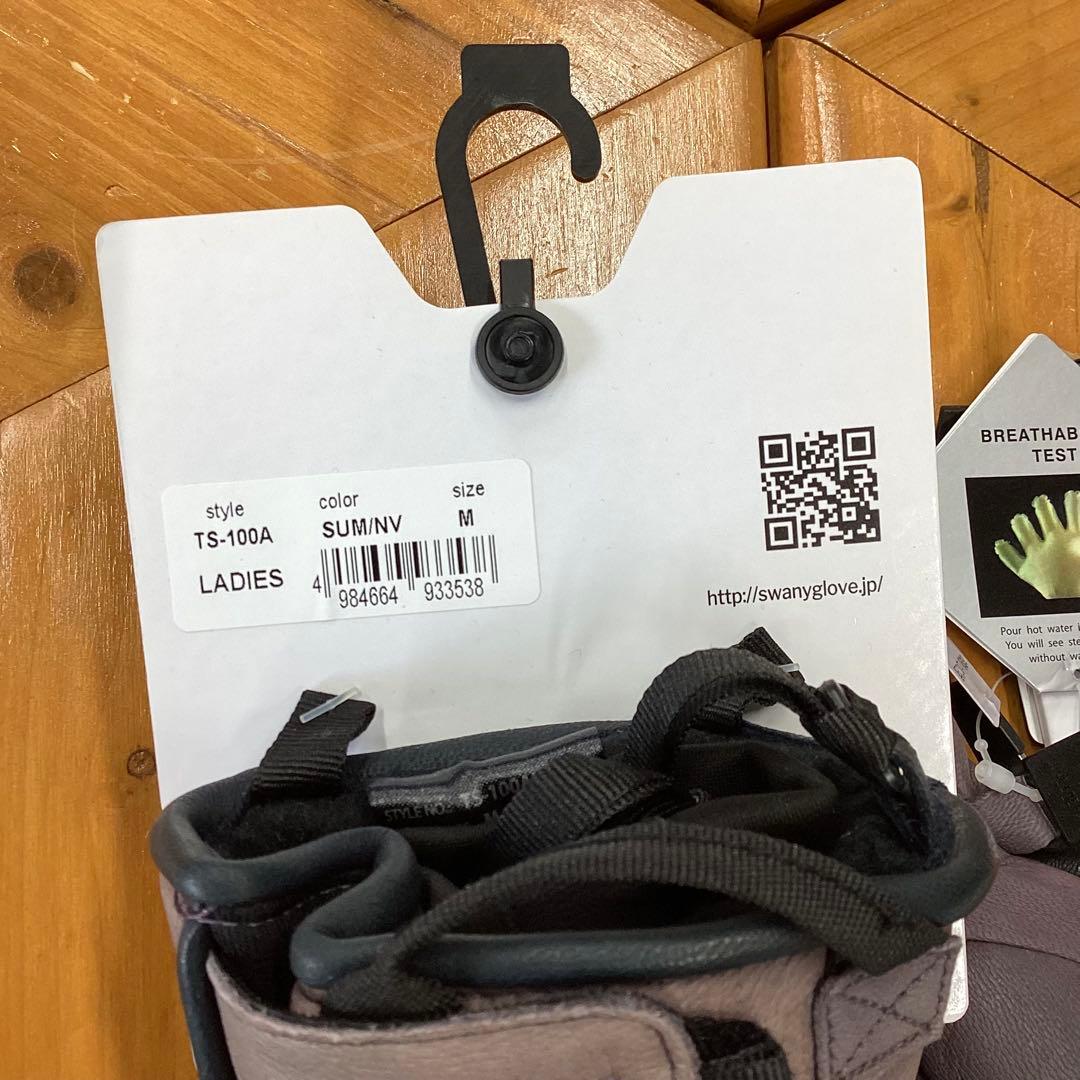 style
color
size
TS-100A
SUM/NV
M
LADIES
4 984664 933538
http://swanyglove.jp/
BREATHAB
TEST
Pour hot water
You will see ste
without wa
STYLE NO.